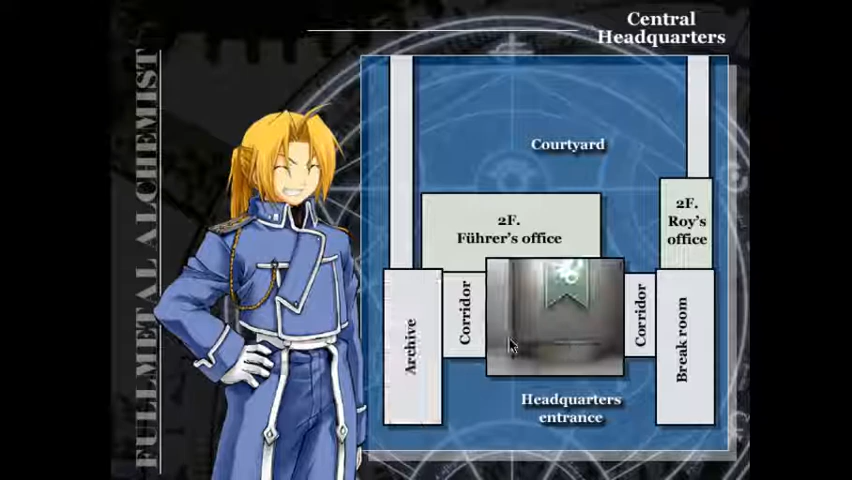 Central
Headquarters
FULLMETAL ALCHEMIST
Courtyard
2F.
Führer's office
2F.
Roy's
office
Archive
Corridor
Corridor
Break room
Headquarters
entrance